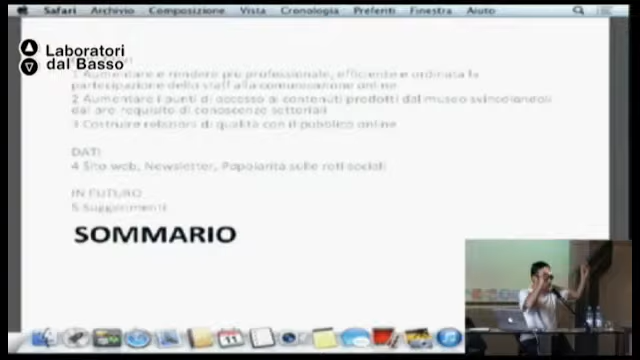 Safari Archivio Composizione Vista Cronologia Preferiti Finestra Aiuto
Laboratori
dal Basso
1 Aumentare e rendere più professionale, efficiente e ordinata la
partecipazione dello staff alla comunicazione online
2 Aumentare i punti di accesso ai contenuti prodotti dal museo svincolandoli
dal requisito di conoscenze settoriali
3 Costruire relazioni di qualità con il pubblico online
DATI
4 Sito web, Newsletter, Popolarità sulle reti sociali
IN FUTURO
5 Suggerimenti
SOMMARIO
11